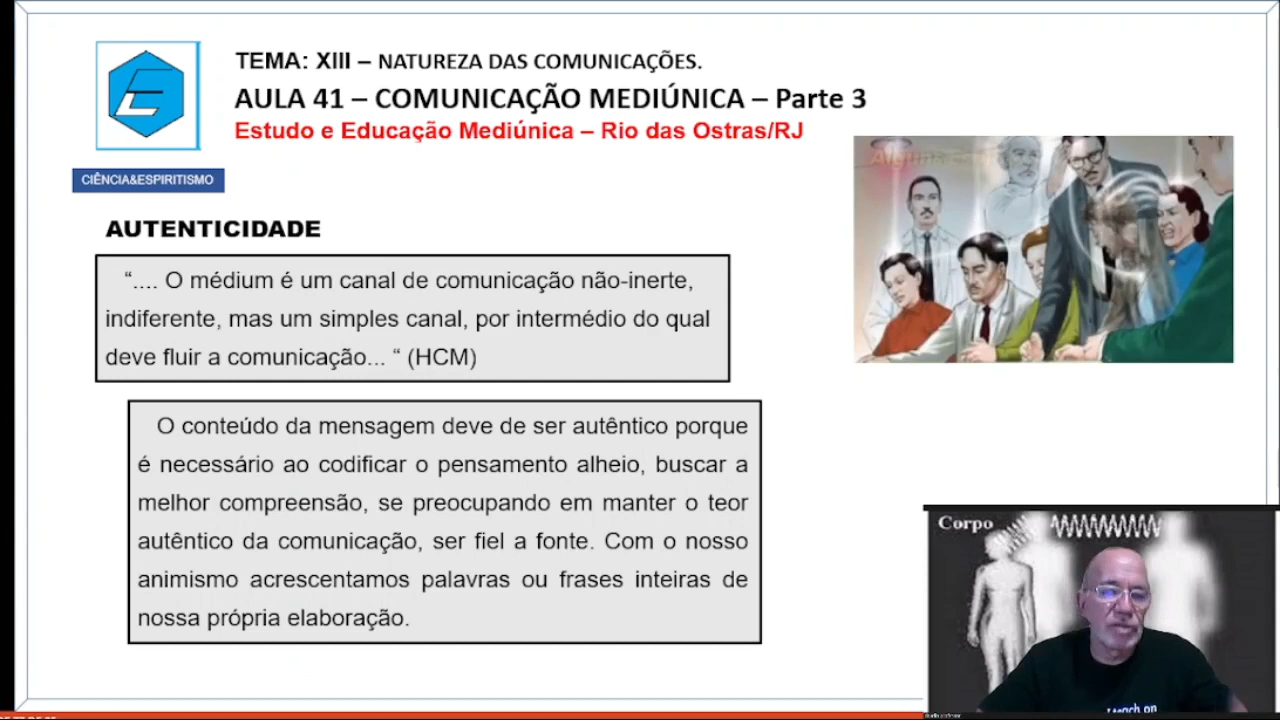 TEMA: XIII – NATUREZA DAS COMUNICAÇÕES.
AULA 41 – COMUNICAÇÃO MEDIÚNICA – Parte 3
Estudo e Educação Mediúnica – Rio das Ostras/RJ
CIÊNCIA&ESPIRITISMO
AUTENTICIDADE
“.... O médium é um canal de comunicação não-inerte,
indiferente, mas um simples canal, por intermédio do qual
deve fluir a comunicação... “ (HCM)
O conteúdo da mensagem deve de ser autêntico porque
é necessário ao codificar o pensamento alheio, buscar a
melhor compreensão, se preocupando em manter o teor
autêntico da comunicação, ser fiel a fonte. Com o nosso
animismo acrescentamos palavras ou frases inteiras de
nossa própria elaboração.
Corpo